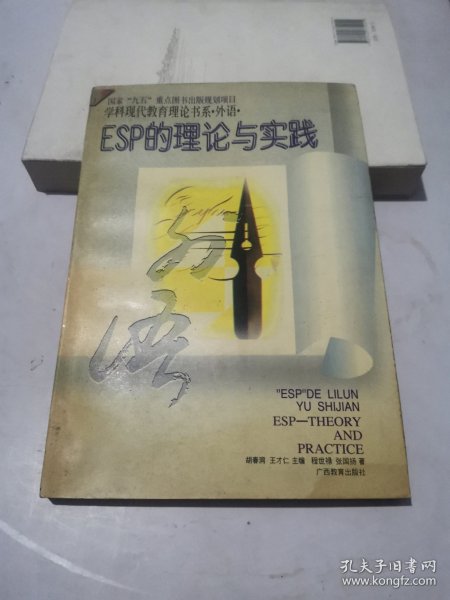 国家“九五”重点图书出版规划项目
学科现代教育理论书系·外语·
ESP的理论与实践
外语
"ESP"DE LILUN
YU SHIJIAN
ESP—THEORY
AND
PRACTICE
胡春洞 王才仁 主编 程世禄 张国扬 著
广西教育出版社
孔夫子旧书网
www.kongfz.com